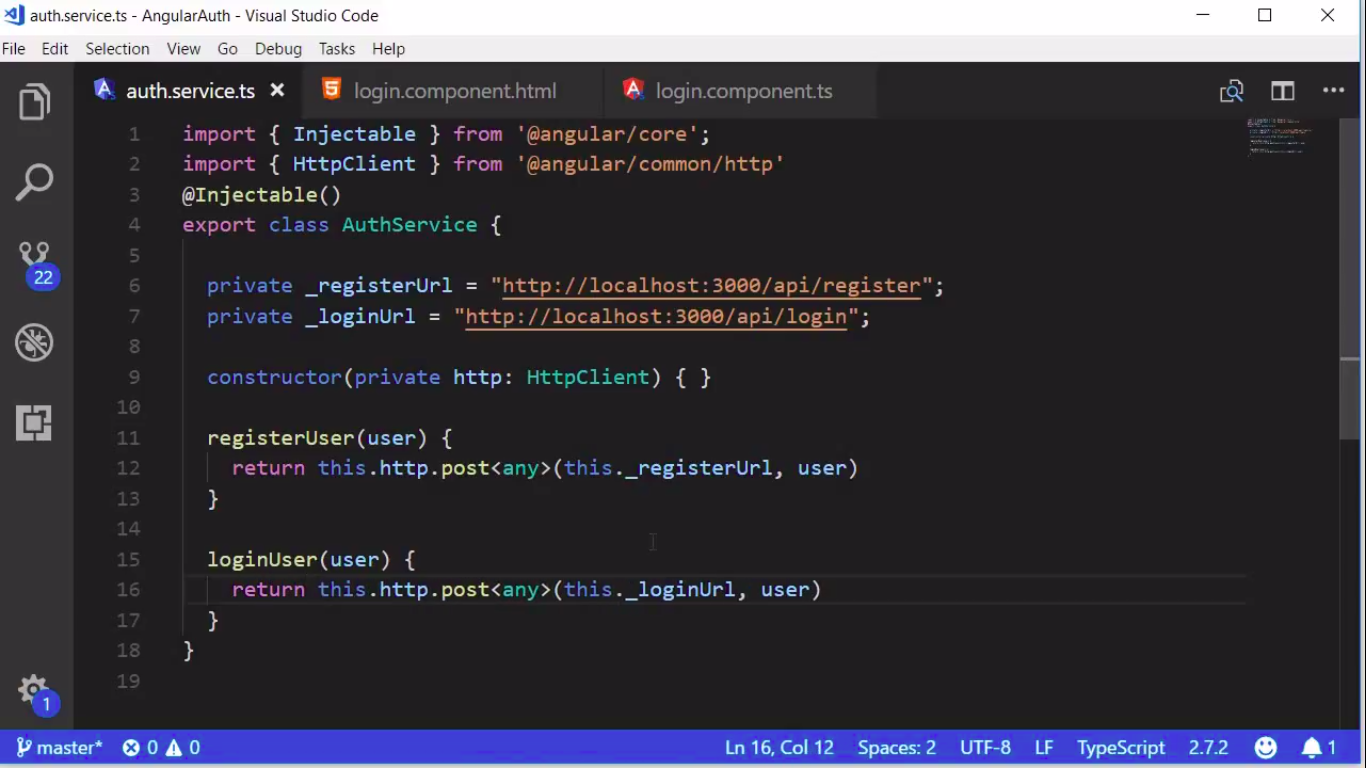 auth.service.ts - AngularAuth - Visual Studio Code
File Edit Selection View Go Debug Tasks Help
auth.service.ts login.component.html login.component.ts
1 import { Injectable } from '@angular/core';
2 import { HttpClient } from '@angular/common/http'
3 @Injectable()
4 export class AuthService {
5
6 private _registerUrl = "http://localhost:3000/api/register";
7 private _loginUrl = "http://localhost:3000/api/login";
8
9 constructor(private http: HttpClient) { }
10
11 registerUser(user) {
12 return this.http.post<any>(this._registerUrl, user)
13 }
14
15 loginUser(user) {
16 return this.http.post<any>(this._loginUrl, user)
17 }
18 }
19
22
1
master* 0 0 Ln 16, Col 12 Spaces: 2 UTF-8 LF TypeScript 2.7.2 1